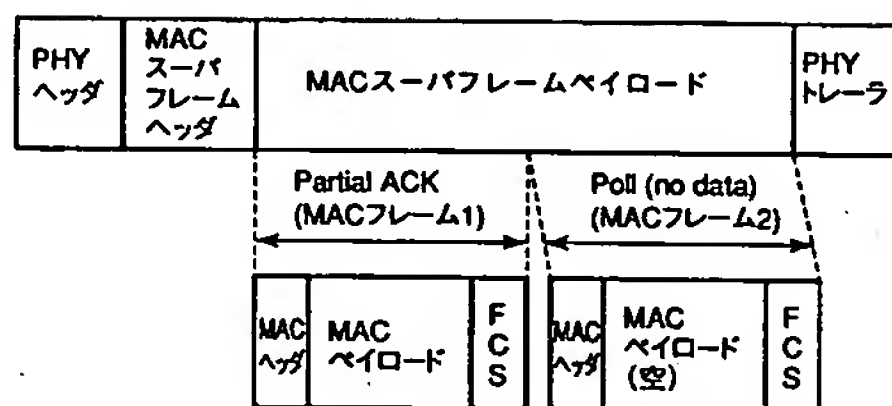 PHY
ヘッダ
MAC
スーパ
フレーム
ヘッダ
MACスーパフレームペイロード
PHY
トレーラ
Partial ACK
(MACフレーム1)
Poll (no data)
(MACフレーム2)
MAC
ヘッダ
MAC
ペイロード
F
C
S
MAC
ヘッダ
MAC
ペイロード
(空)
F
C
S